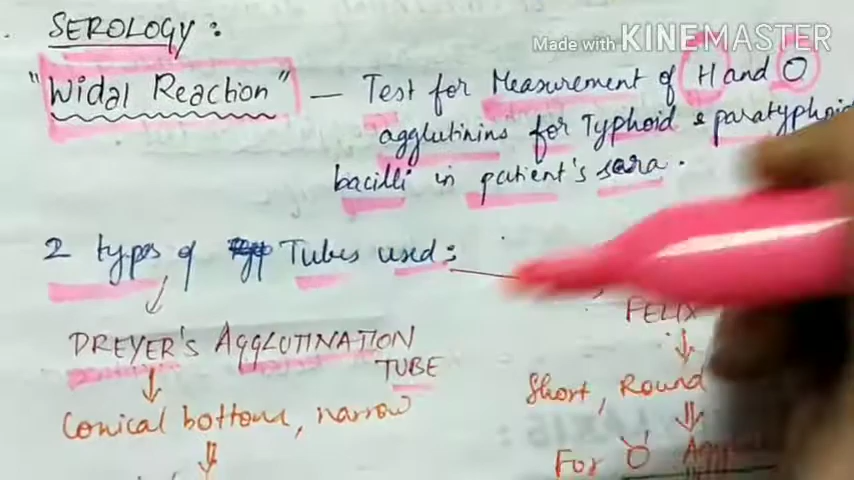 Made with KINEMASTER
SEROLOGY :
"Widal Reaction" — Test for Measurement of H and O
agglutinins for Typhoid & paratyphoid
bacilli in patient's sara.
2 types of Tubes used :
DREYER'S AGGLUTINATION
TUBE
FELIX
Conical bottom, narrow
Short, Round
For 'O'